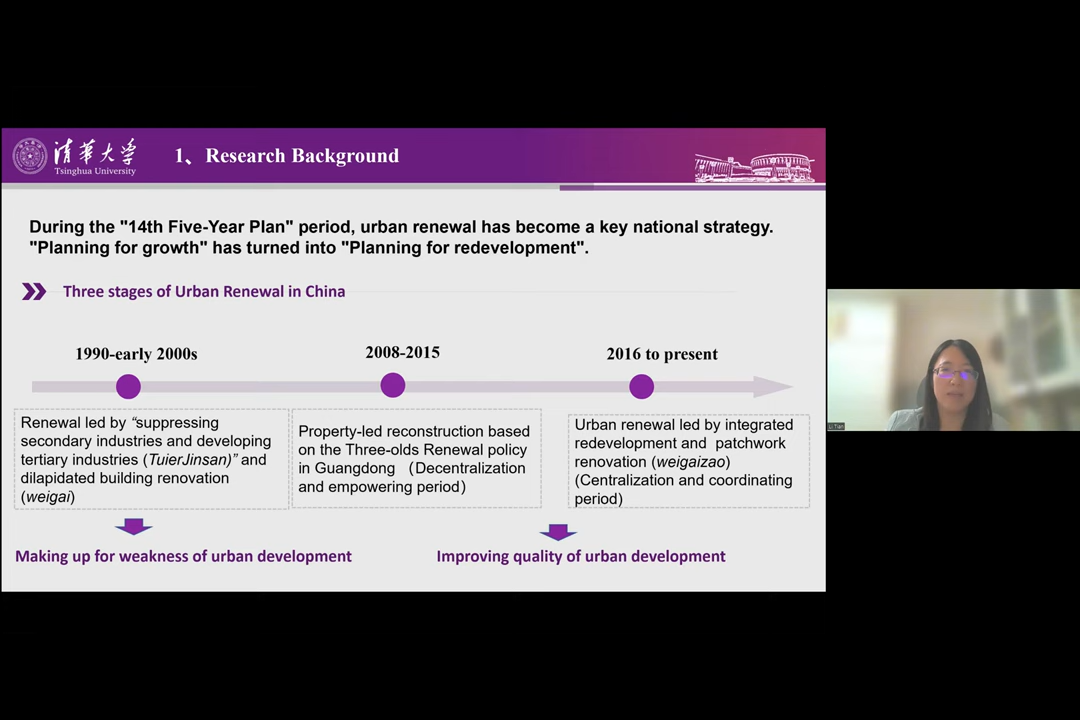 清华大学
Tsinghua University
1、Research Background
During the "14th Five-Year Plan" period, urban renewal has become a key national strategy.
"Planning for growth" has turned into "Planning for redevelopment".
Three stages of Urban Renewal in China
1990-early 2000s
2008-2015
2016 to present
Renewal led by “suppressing
secondary industries and developing
tertiary industries (TuierJinsan)” and
dilapidated building renovation
(weigai)
Property-led reconstruction based
on the Three-olds Renewal policy
in Guangdong （Decentralization
and empowering period）
Urban renewal led by integrated
redevelopment and patchwork
renovation (weigaizao)
(Centralization and coordinating
period)
Making up for weakness of urban development
Improving quality of urban development
Li Tian